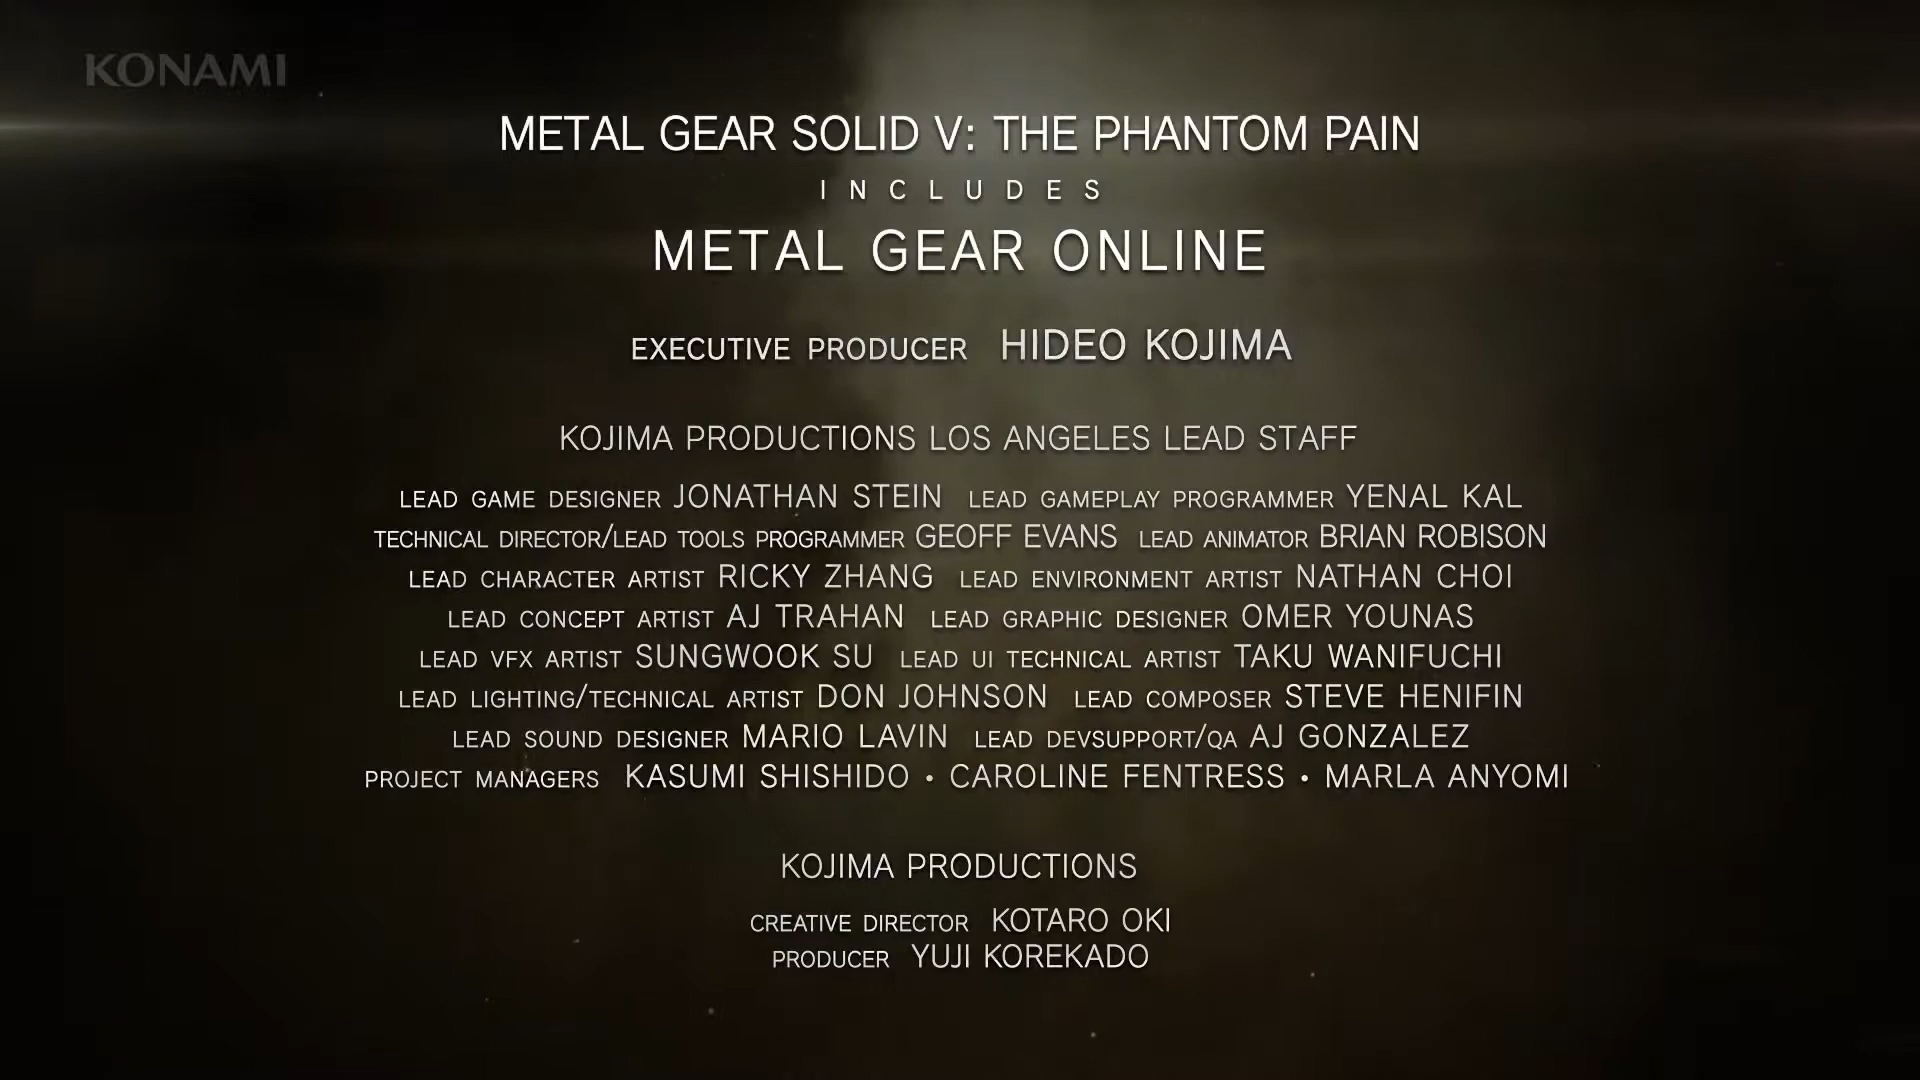 KONAMI
METAL GEAR SOLID V: THE PHANTOM PAIN
INCLUDES
METAL GEAR ONLINE
EXECUTIVE PRODUCER HIDEO KOJIMA
KOJIMA PRODUCTIONS LOS ANGELES LEAD STAFF
LEAD GAME DESIGNER JONATHAN STEIN LEAD GAMEPLAY PROGRAMMER YENAL KAL
TECHNICAL DIRECTOR/LEAD TOOLS PROGRAMMER GEOFF EVANS LEAD ANIMATOR BRIAN ROBISON
LEAD CHARACTER ARTIST RICKY ZHANG LEAD ENVIRONMENT ARTIST NATHAN CHOI
LEAD CONCEPT ARTIST AJ TRAHAN LEAD GRAPHIC DESIGNER OMER YOUNAS
LEAD VFX ARTIST SUNGWOOK SU LEAD UI TECHNICAL ARTIST TAKU WANIFUCHI
LEAD LIGHTING/TECHNICAL ARTIST DON JOHNSON LEAD COMPOSER STEVE HENIFIN
LEAD SOUND DESIGNER MARIO LAVIN LEAD DEVSUPPORT/QA AJ GONZALEZ
PROJECT MANAGERS KASUMI SHISHIDO • CAROLINE FENTRESS • MARLA ANYOMI
KOJIMA PRODUCTIONS
CREATIVE DIRECTOR KOTARO OKI
PRODUCER YUJI KOREKADO